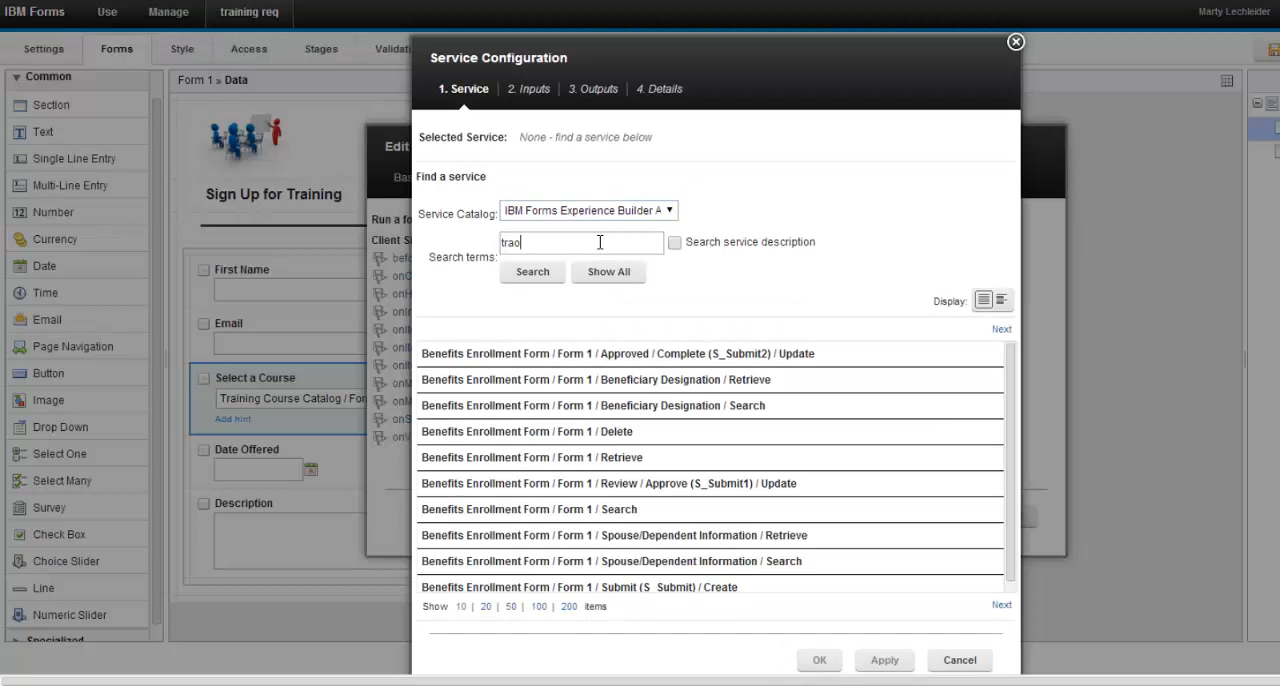 IBM Forms Use Manage training req Marty Lechleider
Settings Forms Style Access Stages
Common
Section
Text
Single Line Entry
Multi-Line Entry
Number
Currency
Date
Time
Email
Page Navigation
Button
Image
Drop Down
Select One
Select Many
Survey
Check Box
Choice Slider
Line
Numeric Slider
Specialized
Form 1 » Data
Sign Up for Training
First Name
Email
Select a Course
Training Course Catalog /
Add hint
Date Offered
Description
Edit
Service Configuration
1. Service | 2. Inputs | 3. Outputs | 4. Details
Selected Service: None - find a service below
Find a service
Service Catalog: IBM Forms Experience Builder
Search terms: trao
Search service description
Search Show All
Display:
Next
Benefits Enrollment Form / Form 1 / Approved / Complete (S_Submit2) / Update
Benefits Enrollment Form / Form 1 / Beneficiary Designation / Retrieve
Benefits Enrollment Form / Form 1 / Beneficiary Designation / Search
Benefits Enrollment Form / Form 1 / Delete
Benefits Enrollment Form / Form 1 / Retrieve
Benefits Enrollment Form / Form 1 / Review / Approve (S_Submit1) / Update
Benefits Enrollment Form / Form 1 / Search
Benefits Enrollment Form / Form 1 / Spouse/Dependent Information / Retrieve
Benefits Enrollment Form / Form 1 / Spouse/Dependent Information / Search
Benefits Enrollment Form / Form 1 / Submit (S_Submit) / Create
Show 10 | 20 | 50 | 100 | 200 items Next
OK Apply Cancel